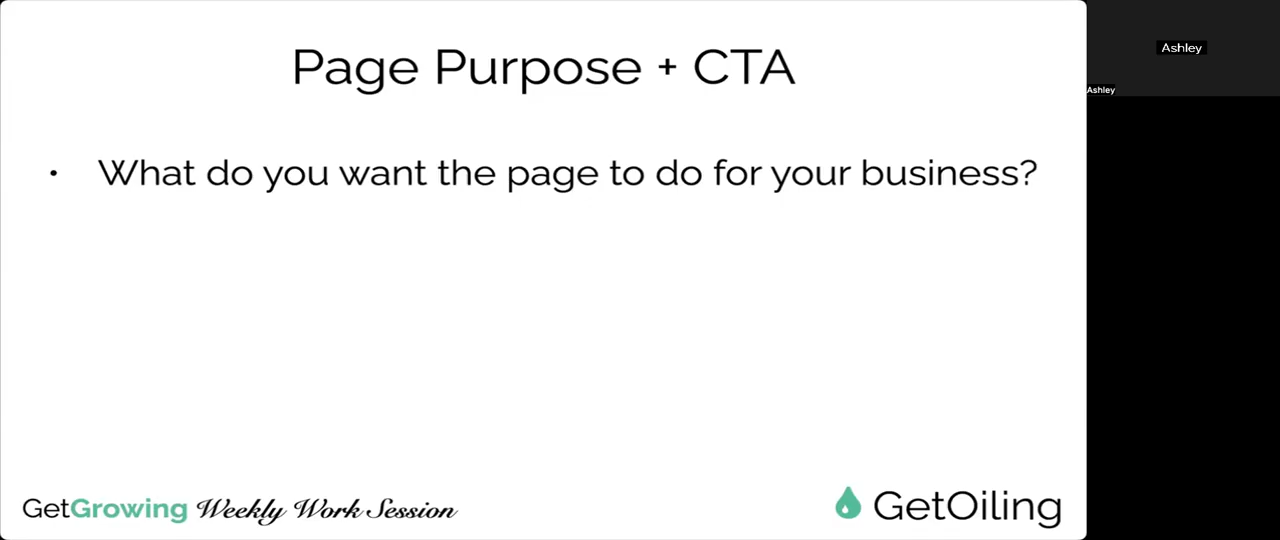 Page Purpose + CTA
Ashley
Ashley
• What do you want the page to do for your business?
GetGrowing Weekly Work Session
GetOiling